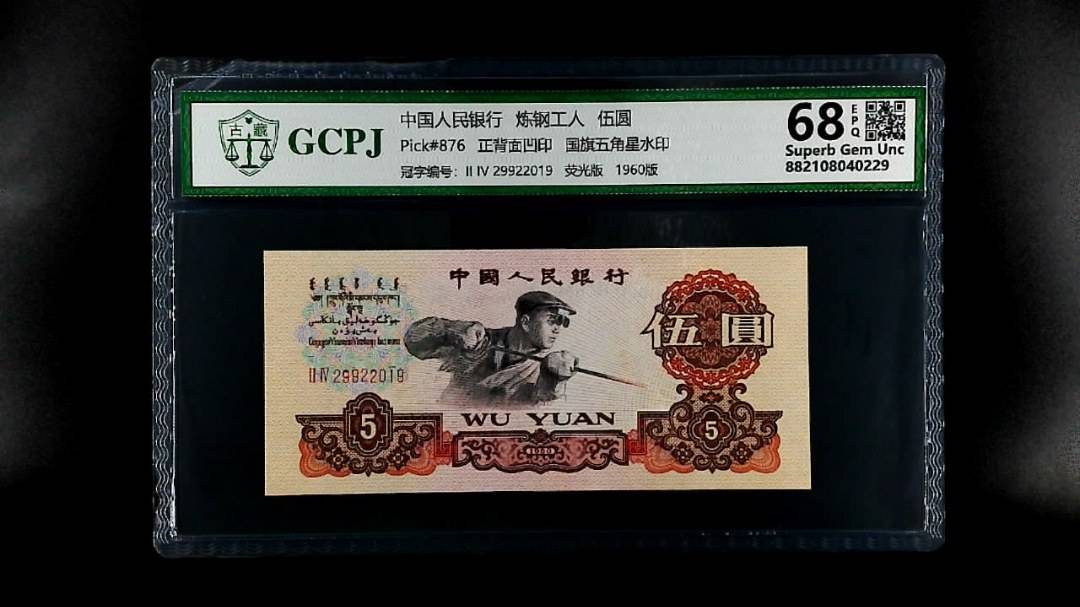 古藏
GCPJ
中国人民银行 炼钢工人 伍圆
Pick#876 正背面凹印 国旗五角星水印
冠字编号: II IV 29922019 荧光版 1960版
68 EPQ
Superb Gem Unc
882108040229
中國人民銀行
伍圓
II IV 29922019
WU YUAN
5
1960
5